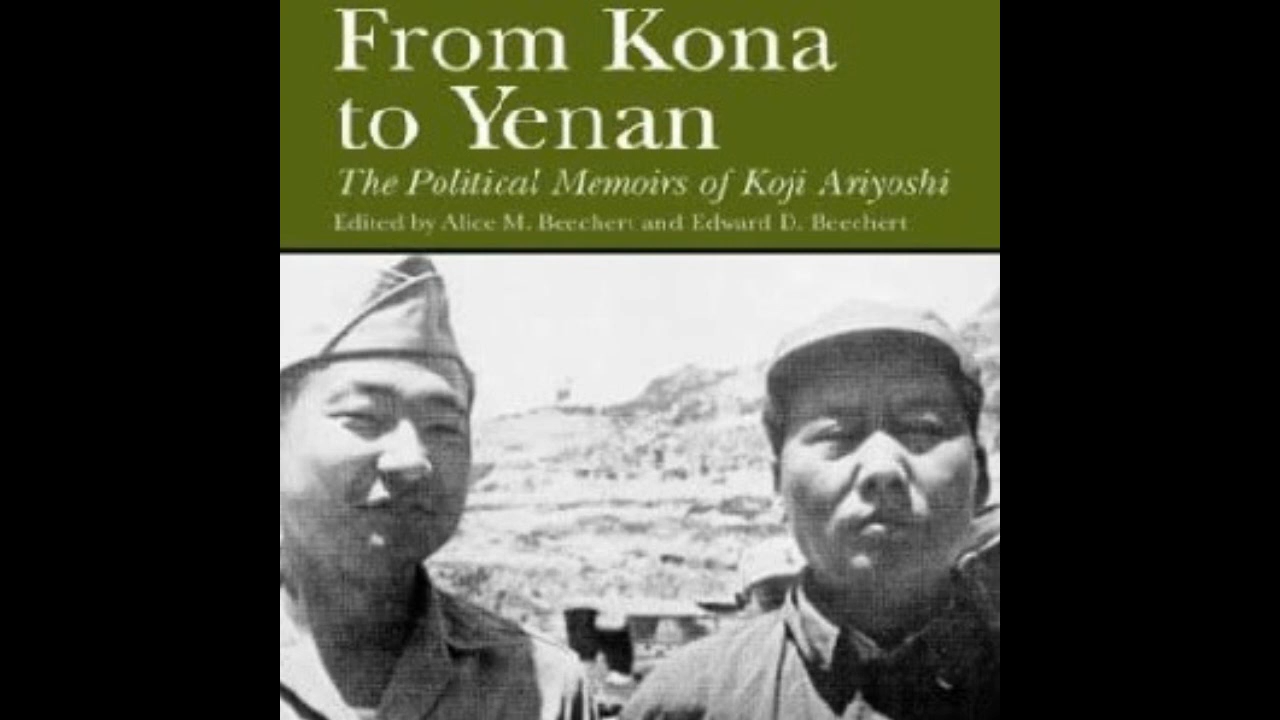 From Kona
to Yenan
The Political Memoirs of Koji Ariyoshi
Edited by Alice M. Beechert and Edward D. Beechert